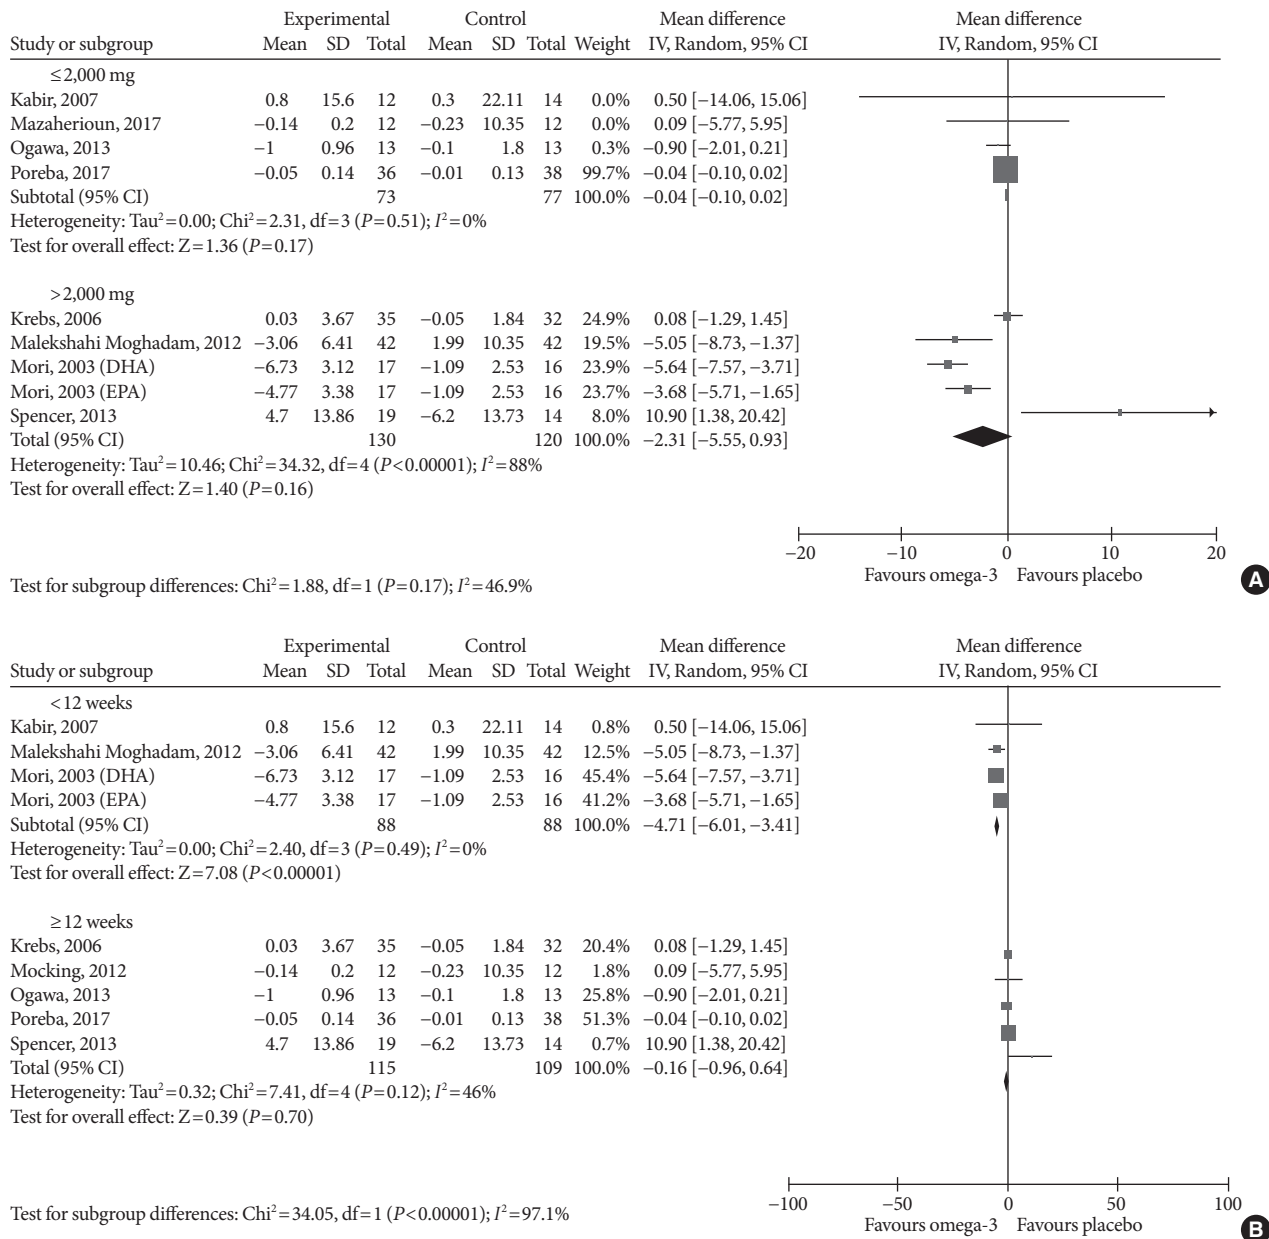 Experimental Control Mean difference Mean difference
Study or subgroup Mean SD Total Mean SD Total Weight IV, Random, 95% CI IV, Random, 95% CI
≤2,000 mg
Kabir, 2007 0.8 15.6 12 0.3 22.11 14 0.0% 0.50 [−14.06, 15.06]
Mazaherioun, 2017 −0.14 0.2 12 −0.23 10.35 12 0.0% 0.09 [−5.77, 5.95]
Ogawa, 2013 −1 0.96 13 −0.1 1.8 13 0.3% −0.90 [−2.01, 0.21]
Poreba, 2017 −0.05 0.14 36 −0.01 0.13 38 99.7% −0.04 [−0.10, 0.02]
Subtotal (95% CI) 73 77 100.0% −0.04 [−0.10, 0.02]
Heterogeneity: Tau²=0.00; Chi²=2.31, df=3 (P=0.51); I²=0%
Test for overall effect: Z=1.36 (P=0.17)
>2,000 mg
Krebs, 2006 0.03 3.67 35 −0.05 1.84 32 24.9% 0.08 [−1.29, 1.45]
Malekshahi Moghadam, 2012 −3.06 6.41 42 1.99 10.35 42 19.5% −5.05 [−8.73, −1.37]
Mori, 2003 (DHA) −6.73 3.12 17 −1.09 2.53 16 23.9% −5.64 [−7.57, −3.71]
Mori, 2003 (EPA) −4.77 3.38 17 −1.09 2.53 16 23.7% −3.68 [−5.71, −1.65]
Spencer, 2013 4.7 13.86 19 −6.2 13.73 14 8.0% 10.90 [1.38, 20.42]
Total (95% CI) 130 120 100.0% −2.31 [−5.55, 0.93]
Heterogeneity: Tau²=10.46; Chi²=34.32, df=4 (P<0.00001); I²=88%
Test for overall effect: Z=1.40 (P=0.16)
−20 −10 0 10 20
Favours omega-3 Favours placebo
Test for subgroup differences: Chi²=1.88, df=1 (P=0.17); I²=46.9%
A
Experimental Control Mean difference Mean difference
Study or subgroup Mean SD Total Mean SD Total Weight IV, Random, 95% CI IV, Random, 95% CI
<12 weeks
Kabir, 2007 0.8 15.6 12 0.3 22.11 14 0.8% 0.50 [−14.06, 15.06]
Malekshahi Moghadam, 2012 −3.06 6.41 42 1.99 10.35 42 12.5% −5.05 [−8.73, −1.37]
Mori, 2003 (DHA) −6.73 3.12 17 −1.09 2.53 16 45.4% −5.64 [−7.57, −3.71]
Mori, 2003 (EPA) −4.77 3.38 17 −1.09 2.53 16 41.2% −3.68 [−5.71, −1.65]
Subtotal (95% CI) 88 88 100.0% −4.71 [−6.01, −3.41]
Heterogeneity: Tau²=0.00; Chi²=2.40, df=3 (P=0.49); I²=0%
Test for overall effect: Z=7.08 (P<0.00001)
≥12 weeks
Krebs, 2006 0.03 3.67 35 −0.05 1.84 32 20.4% 0.08 [−1.29, 1.45]
Mocking, 2012 −0.14 0.2 12 −0.23 10.35 12 1.8% 0.09 [−5.77, 5.95]
Ogawa, 2013 −1 0.96 13 −0.1 1.8 13 25.8% −0.90 [−2.01, 0.21]
Poreba, 2017 −0.05 0.14 36 −0.01 0.13 38 51.3% −0.04 [−0.10, 0.02]
Spencer, 2013 4.7 13.86 19 −6.2 13.73 14 0.7% 10.90 [1.38, 20.42]
Total (95% CI) 115 109 100.0% −0.16 [−0.96, 0.64]
Heterogeneity: Tau²=0.32; Chi²=7.41, df=4 (P=0.12); I²=46%
Test for overall effect: Z=0.39 (P=0.70)
−100 −50 0 50 100
Favours omega-3 Favours placebo
Test for subgroup differences: Chi²=34.05, df=1 (P<0.00001); I²=97.1%
B